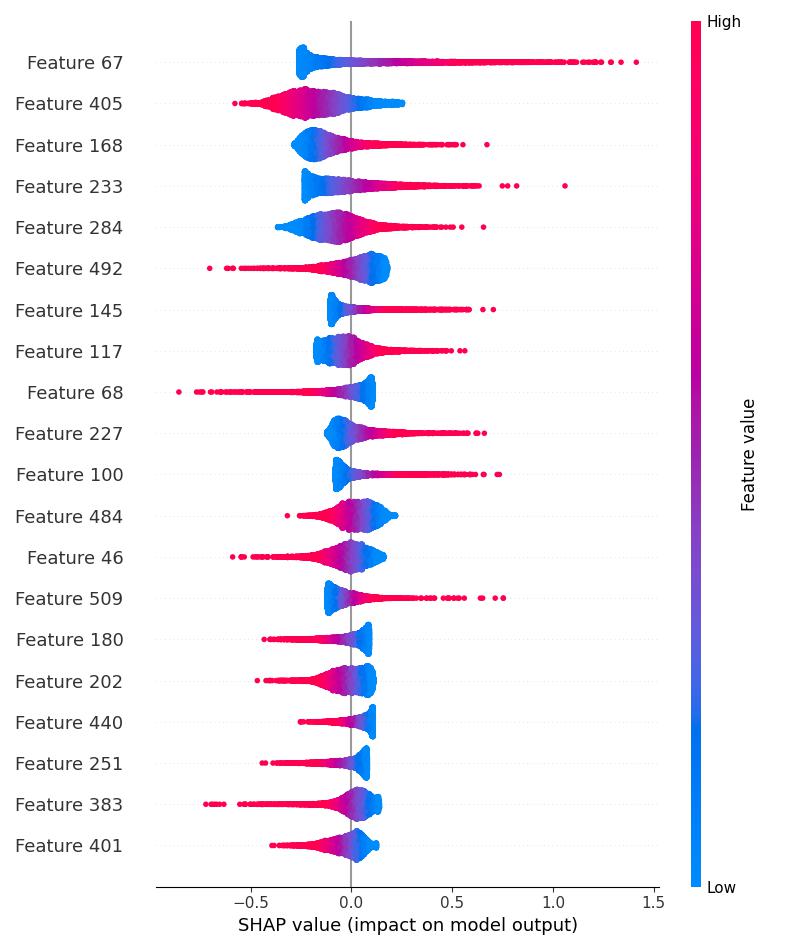 High
Feature 67
Feature 405
Feature 168
Feature 233
Feature 284
Feature 492
Feature 145
Feature 117
Feature 68
Feature 227
Feature 100
Feature 484
Feature 46
Feature 509
Feature 180
Feature 202
Feature 440
Feature 251
Feature 383
Feature 401
Feature value
Low
−0.5 0.0 0.5 1.0 1.5
SHAP value (impact on model output)